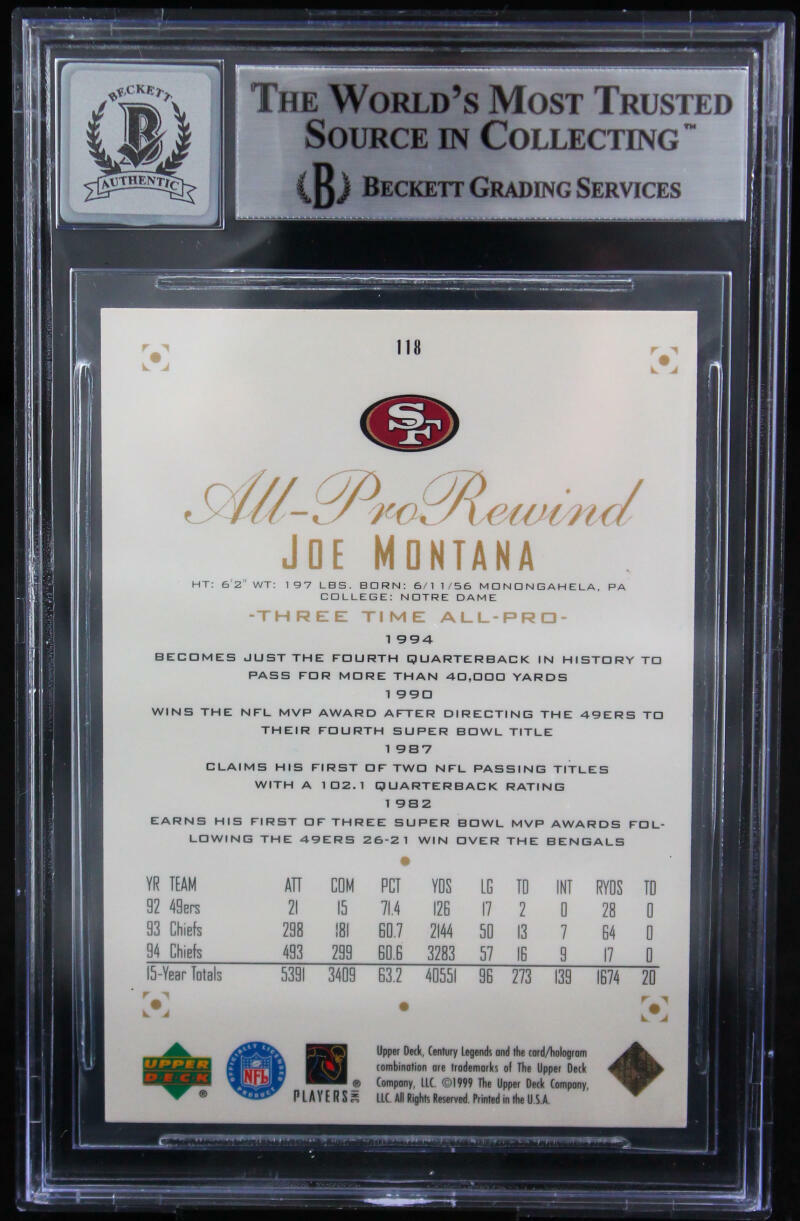 BECKETT
B
AUTHENTIC
THE WORLD'S MOST TRUSTED
SOURCE IN COLLECTING™
B BECKETT GRADING SERVICES
118
SF
All-Pro Rewind
JOE MONTANA
HT: 6'2" WT: 197 LBS. BORN: 6/11/56 MONONGAHELA, PA
COLLEGE: NOTRE DAME
-THREE TIME ALL-PRO-
1994
BECOMES JUST THE FOURTH QUARTERBACK IN HISTORY TO
PASS FOR MORE THAN 40,000 YARDS
1990
WINS THE NFL MVP AWARD AFTER DIRECTING THE 49ERS TO
THEIR FOURTH SUPER BOWL TITLE
1987
CLAIMS HIS FIRST OF TWO NFL PASSING TITLES
WITH A 102.1 QUARTERBACK RATING
1982
EARNS HIS FIRST OF THREE SUPER BOWL MVP AWARDS FOL-
LOWING THE 49ERS 26-21 WIN OVER THE BENGALS
YR TEAM ATT COM PCT YDS LG TD INT RYDS TD
92 49ers 21 15 71.4 126 17 2 0 28 0
93 Chiefs 298 181 60.7 2144 50 13 7 64 0
94 Chiefs 493 299 60.6 3283 57 16 9 17 0
15-Year Totals 5391 3409 63.2 40551 96 273 139 1674 20
UPPER
DECK®
OFFICIALLY LICENSED
NFL
PRODUCT
PLAYERS INC®
Upper Deck, Century Legends and the card/hologram
combination are trademarks of The Upper Deck
Company, LLC. ©1999 The Upper Deck Company,
LLC. All Rights Reserved. Printed in the U.S.A.